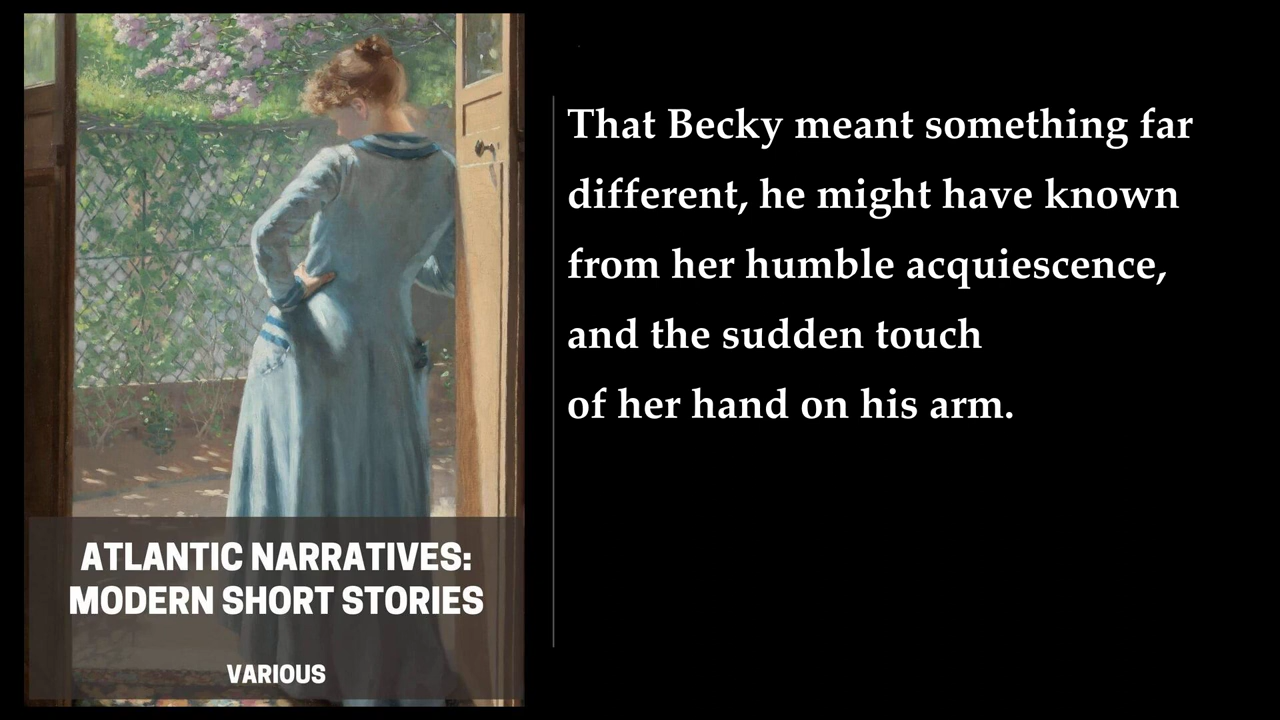 That Becky meant something far
different, he might have known
from her humble acquiescence,
and the sudden touch
of her hand on his arm.
ATLANTIC NARRATIVES:
MODERN SHORT STORIES
VARIOUS